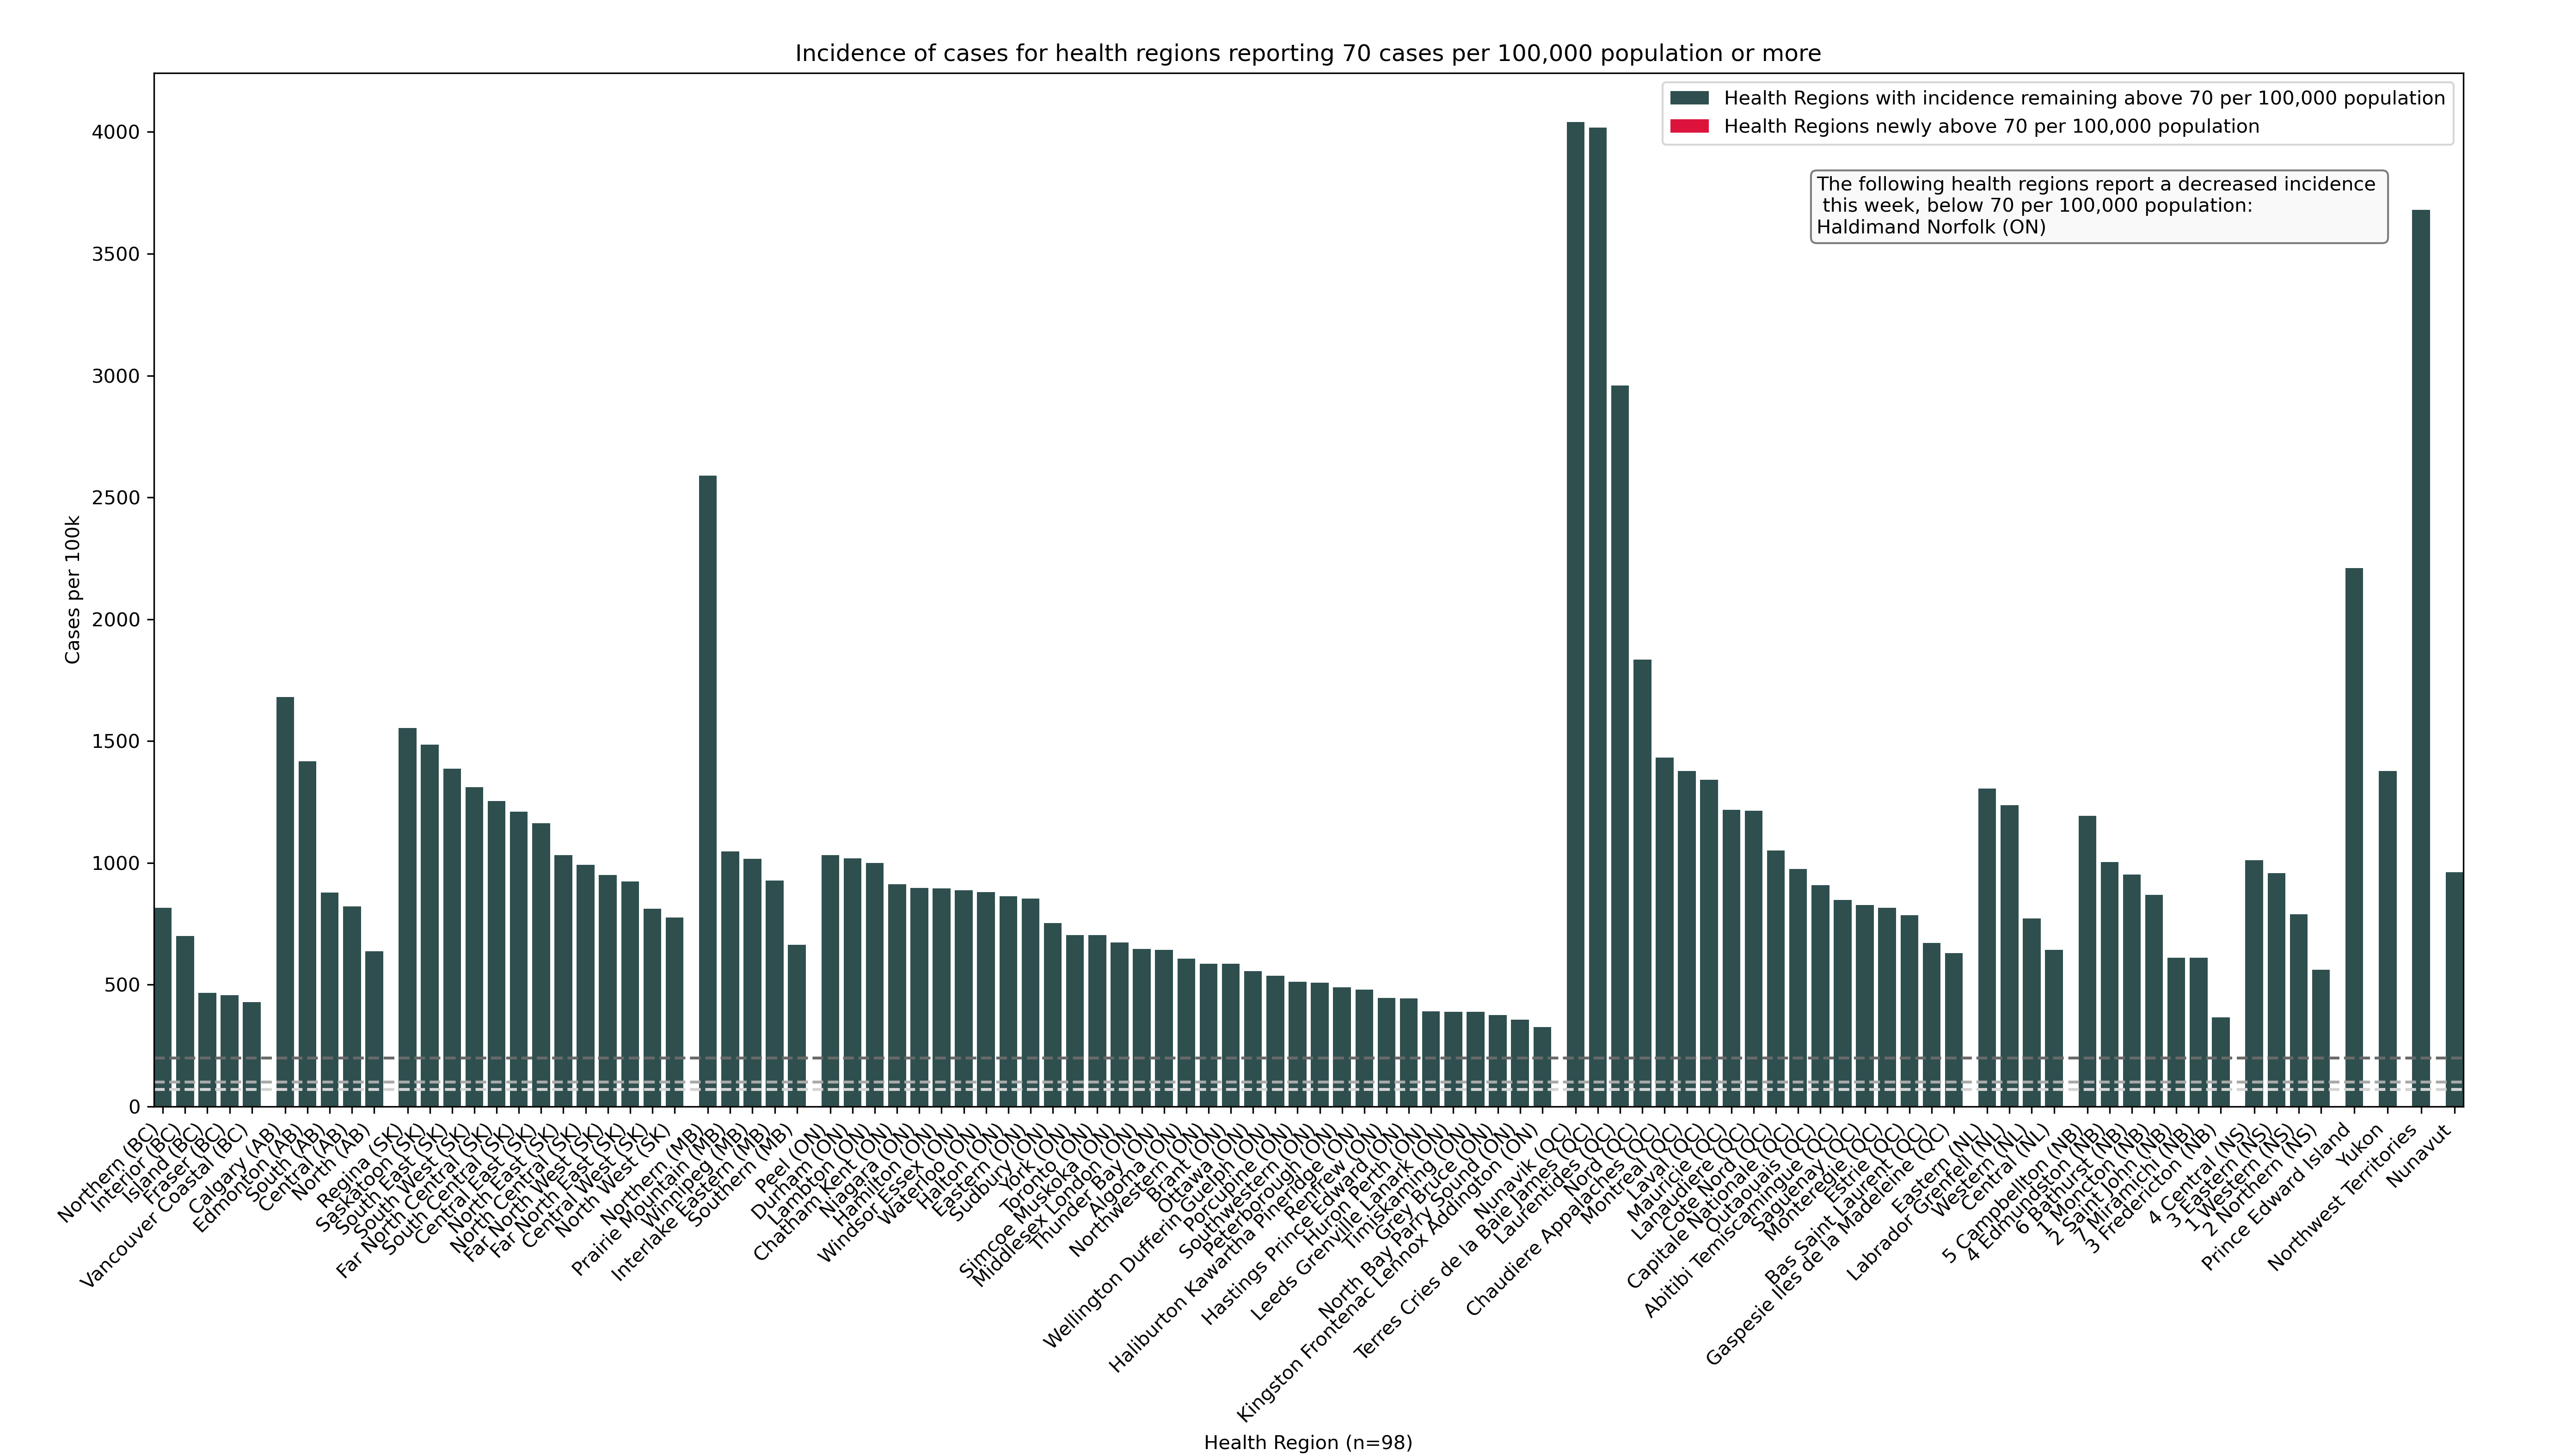 Incidence of cases for health regions reporting 70 cases per 100,000 population or more
Health Regions with incidence remaining above 70 per 100,000 population
Health Regions newly above 70 per 100,000 population
The following health regions report a decreased incidence
this week, below 70 per 100,000 population:
Haldimand Norfolk (ON)
Cases per 100k
4000
3500
3000
2500
2000
1500
1000
500
0
Northern (BC)
Interior (BC)
Island (BC)
Fraser (BC)
Vancouver Coastal (BC)
Calgary (AB)
Edmonton (AB)
South (AB)
Central (AB)
North (AB)
Regina (SK)
Saskatoon (SK)
South East (SK)
South West (SK)
Far North Central (SK)
South Central (SK)
Central East (SK)
North East (SK)
North Central (SK)
Far North West (SK)
Far North East (SK)
Central West (SK)
North West (SK)
Northern (MB)
Prairie Mountain (MB)
Winnipeg (MB)
Interlake Eastern (MB)
Southern (MB)
Peel (ON)
Durham (ON)
Lambton (ON)
Chatham Kent (ON)
Niagara (ON)
Hamilton (ON)
Windsor Essex (ON)
Waterloo (ON)
Halton (ON)
Eastern (ON)
Sudbury (ON)
York (ON)
Toronto (ON)
Simcoe Muskoka (ON)
Middlesex London (ON)
Thunder Bay (ON)
Algoma (ON)
Northwestern (ON)
Brant (ON)
Ottawa (ON)
Wellington Dufferin Guelph (ON)
Porcupine (ON)
Southwestern (ON)
Peterborough (ON)
Haliburton Kawartha Pineridge (ON)
Renfrew (ON)
Hastings Prince Edward (ON)
Huron Perth (ON)
Leeds Grenville Lanark (ON)
Timiskaming (ON)
Grey Bruce (ON)
North Bay Parry Sound (ON)
Kingston Frontenac Lennox Addington (ON)
Nunavik (QC)
Terres Cries de la Baie James (QC)
Laurentides (QC)
Nord (QC)
Chaudiere Appalaches (QC)
Montreal (QC)
Laval (QC)
Mauricie (QC)
Lanaudiere (QC)
Cote Nord (QC)
Capitale Nationale (QC)
Outaouais (QC)
Abitibi Temiscamingue (QC)
Saguenay (QC)
Monteregie (QC)
Estrie (QC)
Bas Saint Laurent (QC)
Gaspesie Iles de la Madeleine (QC)
Eastern (NL)
Labrador Grenfell (NL)
Western (NL)
Central (NL)
5 Campbellton (NB)
4 Edmundston (NB)
6 Bathurst (NB)
1 Moncton (NB)
2 Saint John (NB)
7 Miramichi (NB)
3 Fredericton (NB)
4 Central (NS)
3 Eastern (NS)
1 Western (NS)
2 Northern (NS)
Prince Edward Island
Yukon
Northwest Territories
Nunavut
Health Region (n=98)